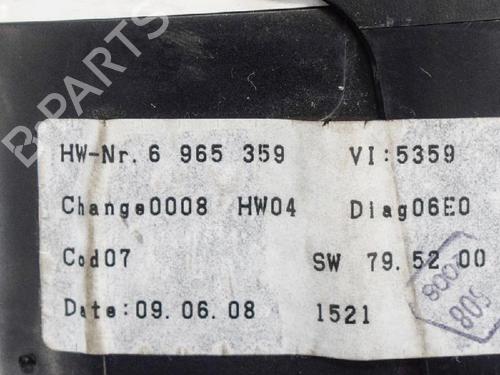 B-PARTS
HW-Nr. 6 965 359 VI:5359
Change0008 HW04 Diag06E0
Cod07 SW 79.52 00
Date:09.06.08 1521
808